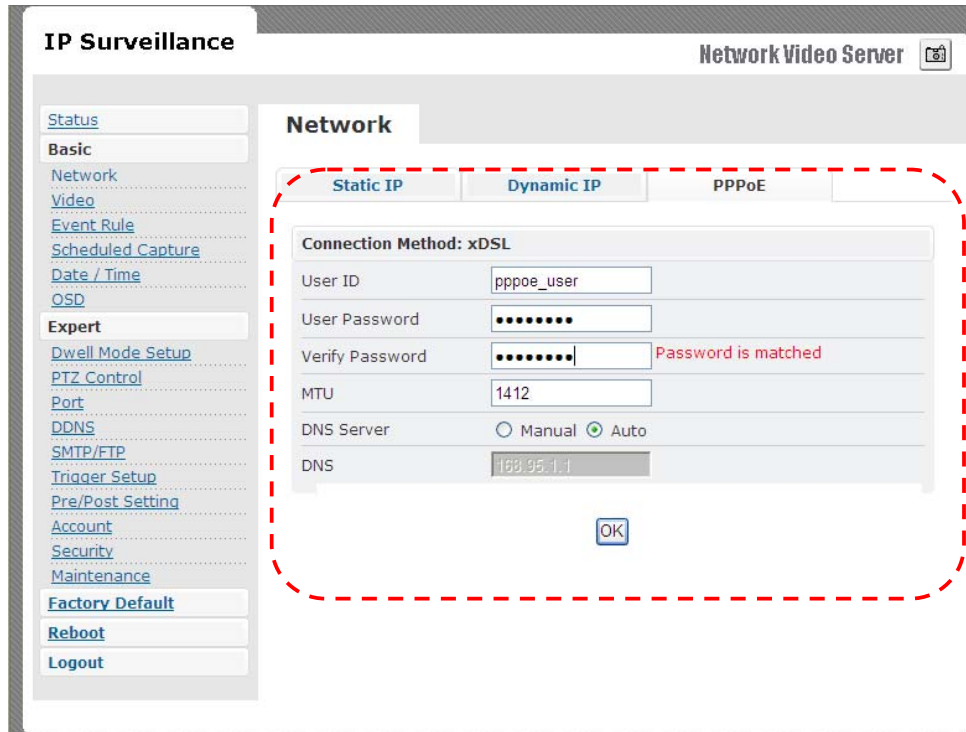 IP Surveillance
Network Video Server
Status
Basic
Network
Video
Event Rule
Scheduled Capture
Date / Time
OSD
Expert
Dwell Mode Setup
PTZ Control
Port
DDNS
SMTP/FTP
Trigger Setup
Pre/Post Setting
Account
Security
Maintenance
Factory Default
Reboot
Logout
Network
Static IP
Dynamic IP
PPPoE
Connection Method: xDSL
User ID pppoe_user
User Password ●●●●●●●●
Verify Password ●●●●●●●● Password is matched
MTU 1412
DNS Server Manual Auto
DNS 168.95.1.1
OK